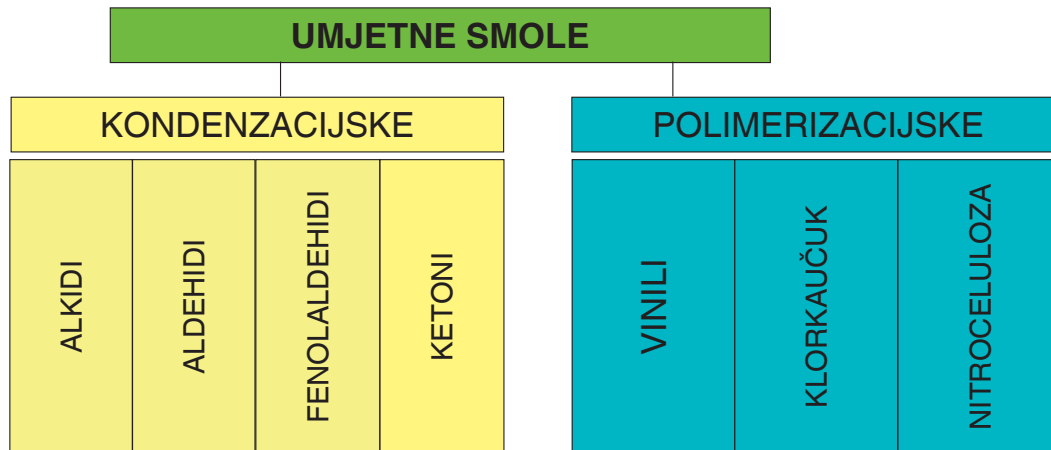 UMJETNE SMOLE
KONDENZACIJSKE
POLIMERIZACIJSKE
ALKIDI
ALDEHIDI
FENOLALDEHIDI
KETONI
VINILI
KLORKAUČUK
NITROCELULOZA